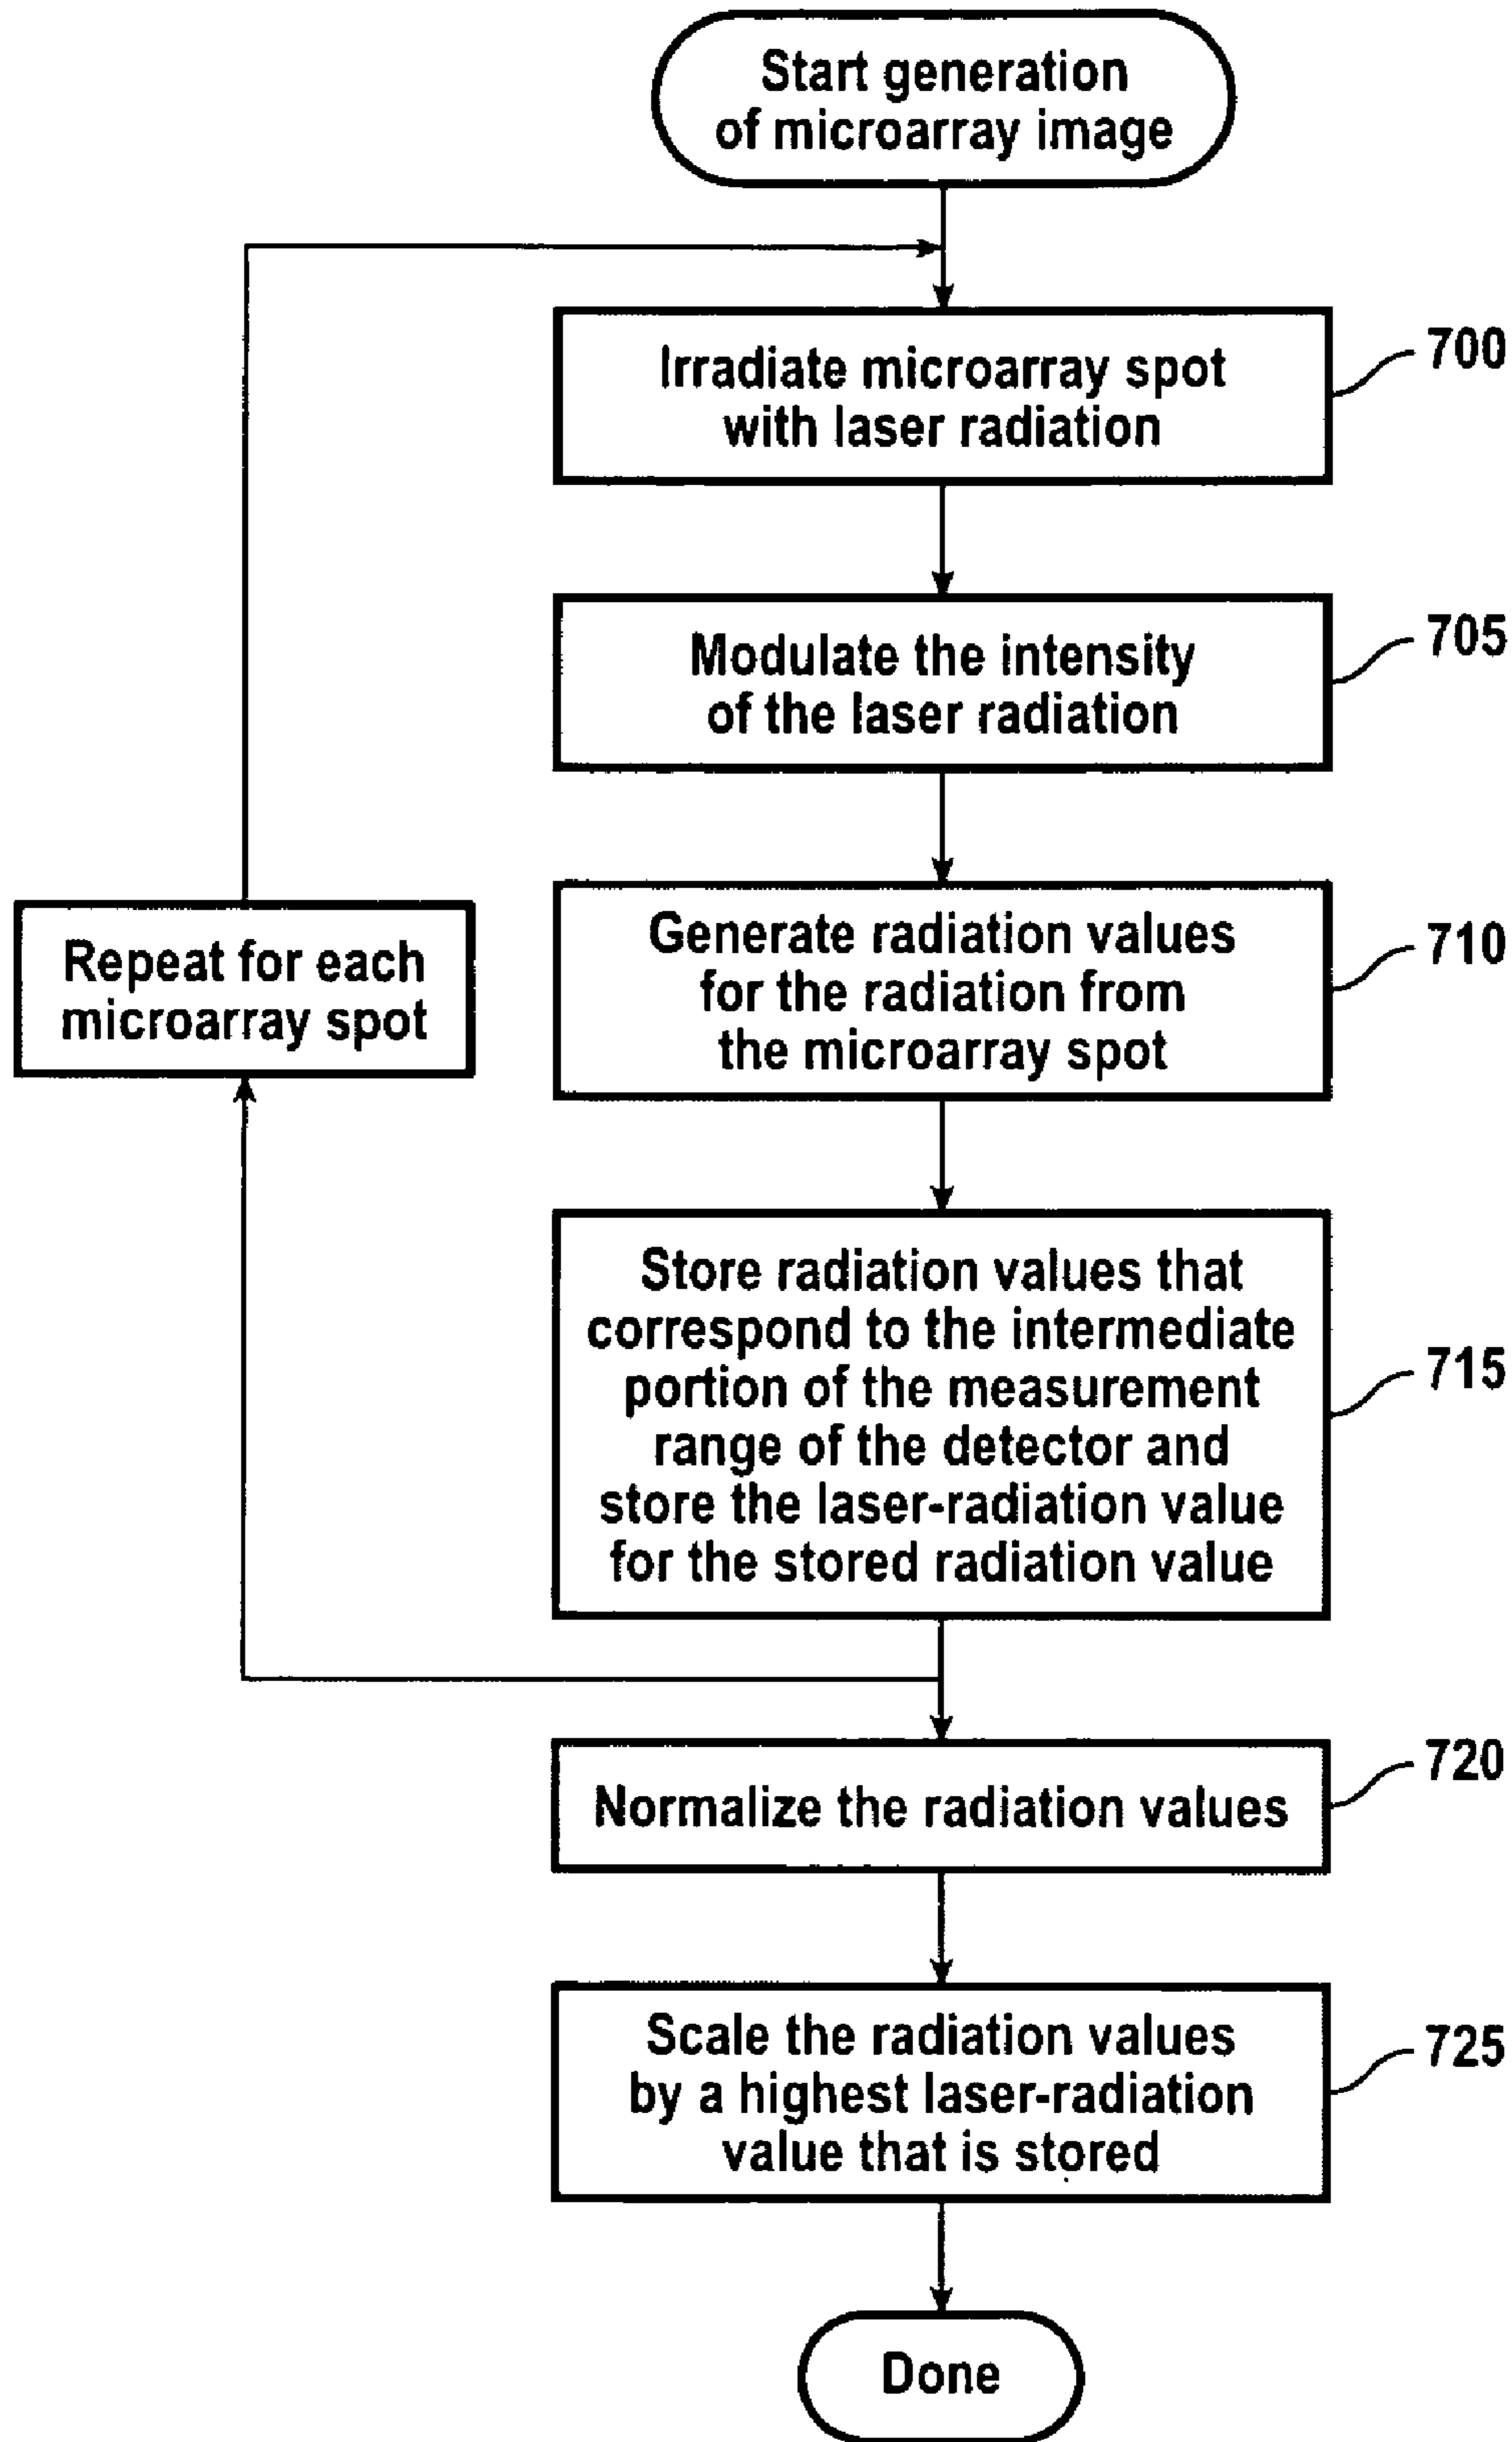 Start generation
of microarray image
Irradiate microarray spot
with laser radiation
700
Modulate the intensity
of the laser radiation
705
Generate radiation values
for the radiation from
the microarray spot
710
Repeat for each
microarray spot
Store radiation values that
correspond to the intermediate
portion of the measurement
range of the detector and
store the laser-radiation value
for the stored radiation value
715
Normalize the radiation values
720
Scale the radiation values
by a highest laser-radiation
value that is stored
725
Done